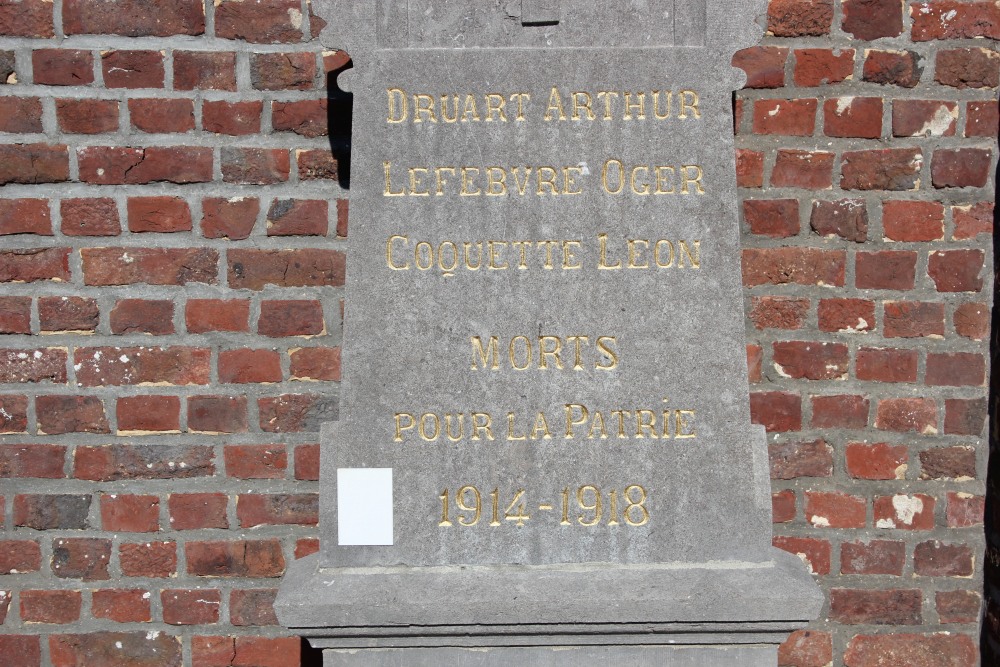 Druart Arthur
Lefebvre Oger
Coquette Leon
MORTS
POUR LA PATRIE
1914-1918